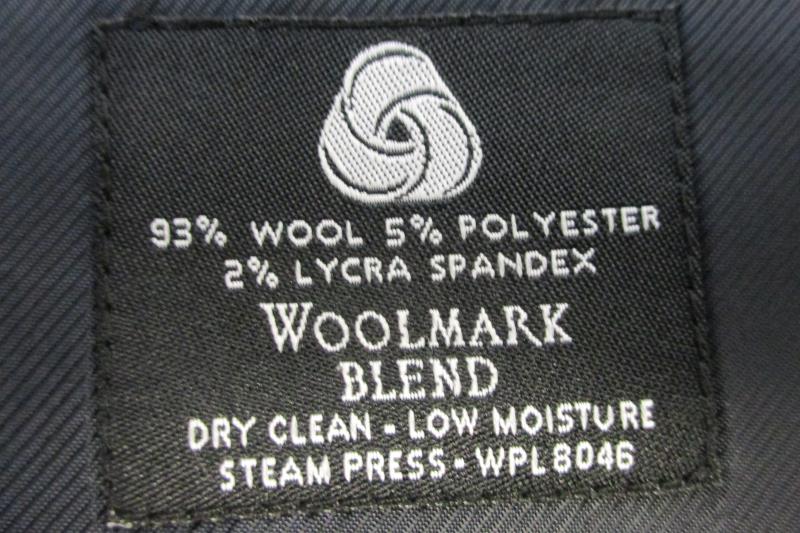 93% WOOL 5% POLYESTER
2% LYCRA SPANDEX
WOOLMARK
BLEND
DRY CLEAN - LOW MOISTURE
STEAM PRESS - WPL8046